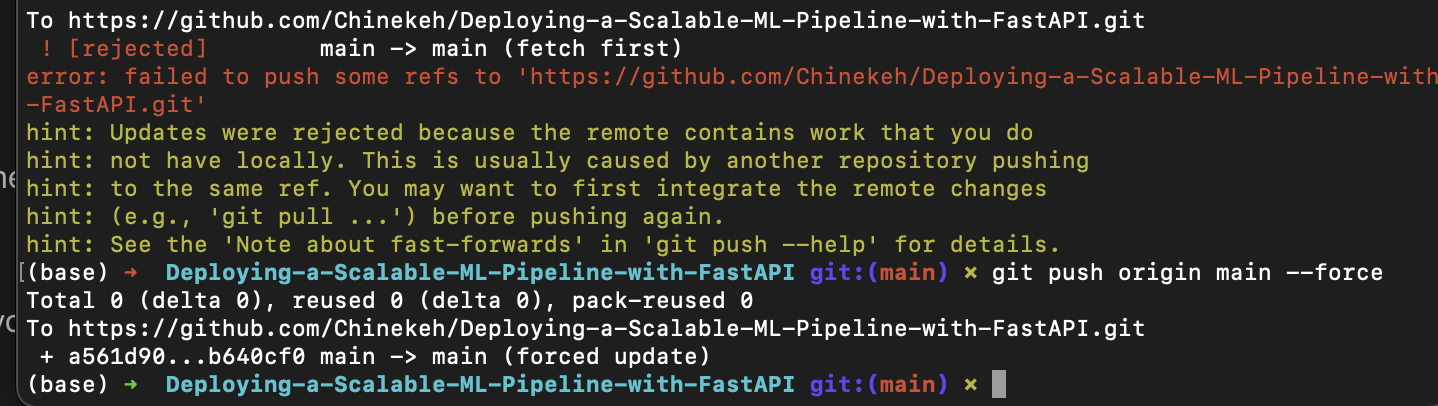 To https://github.com/Chinekeh/Deploying-a-Scalable-ML-Pipeline-with-FastAPI.git
 ! [rejected]        main -> main (fetch first)
error: failed to push some refs to 'https://github.com/Chinekeh/Deploying-a-Scalable-ML-Pipeline-with
-FastAPI.git'
hint: Updates were rejected because the remote contains work that you do
hint: not have locally. This is usually caused by another repository pushing
hint: to the same ref. You may want to first integrate the remote changes
hint: (e.g., 'git pull ...') before pushing again.
hint: See the 'Note about fast-forwards' in 'git push --help' for details.
[(base) ➜  Deploying-a-Scalable-ML-Pipeline-with-FastAPI git:(main) ✗ git push origin main --force
Total 0 (delta 0), reused 0 (delta 0), pack-reused 0
To https://github.com/Chinekeh/Deploying-a-Scalable-ML-Pipeline-with-FastAPI.git
 + a561d90...b640cf0 main -> main (forced update)
(base) ➜  Deploying-a-Scalable-ML-Pipeline-with-FastAPI git:(main) ✗